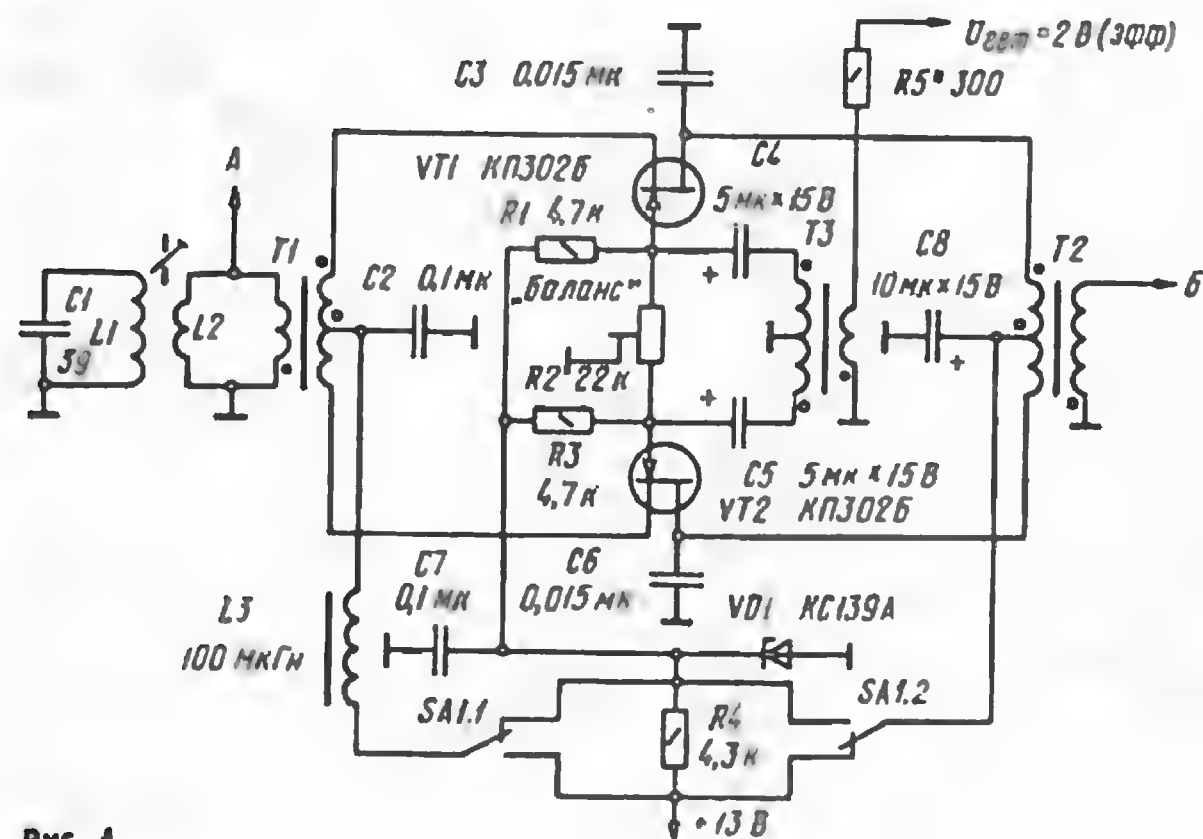 Uгет = 2 В (эфф)
C3 0,015 мк
R5* 300
C4
А
VT1 КП302Б
5 мк × 15 В
T1
R1 4,7 к
T3
C8
T2
C2 0,1 мк
+
„Баланс“
10 мк × 15 В
Б
C1
L1
L2
39
+
R2 22 к
+
R3
4,7 к
C5 5 мк × 15 В
VT2 КП302Б
C7
C6
0,1 мк
0,015 мк
VD1 КС139А
L3
100 мкГн
SA1.1
SA1.2
R4
4,3 к
+13 В
Рис. 1